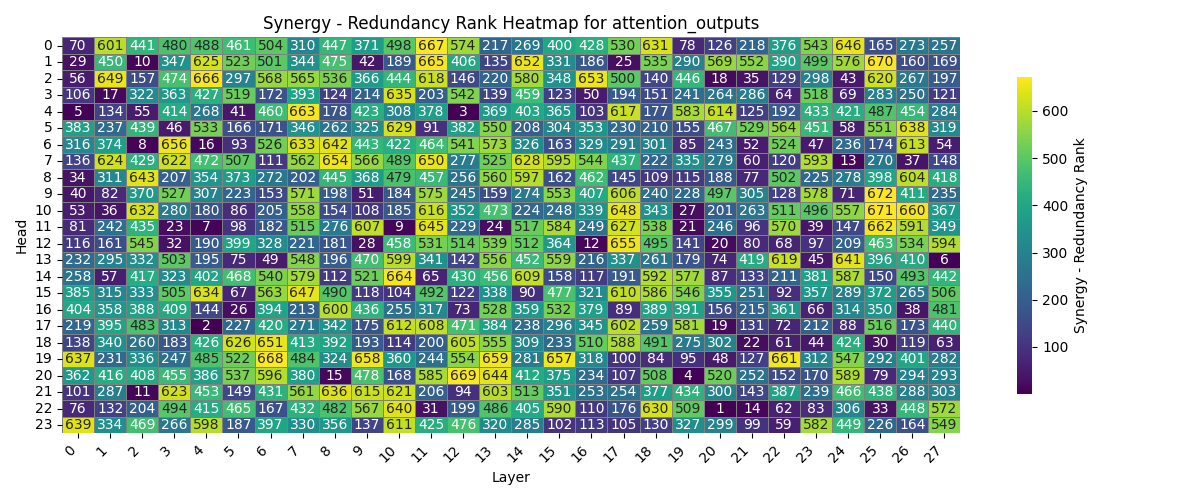 Synergy - Redundancy Rank Heatmap for attention_outputs
0 70 601 441 480 488 461 504 310 447 371 498 667 574 217 269 400 428 530 631 78 126 218 376 543 646 165 273 257
1 29 450 10 347 625 523 501 344 475 42 189 665 406 135 652 331 186 25 535 290 569 552 390 499 576 670 160 169
2 56 649 157 474 666 297 568 565 536 366 444 618 146 220 580 348 653 500 140 446 18 35 129 298 43 620 267 197
3 106 17 322 363 427 519 172 393 124 214 635 203 542 139 459 123 50 194 151 241 264 286 64 518 69 283 250 121
4 5 134 55 414 268 41 460 663 178 423 308 378 3 369 403 365 103 617 177 583 614 125 192 433 421 487 454 284
5 383 237 439 46 533 166 171 346 262 325 629 91 382 550 208 304 353 230 210 155 467 529 564 451 58 551 638 319
6 316 374 8 656 16 93 526 633 642 443 422 464 541 573 326 163 329 291 301 85 243 52 524 47 236 174 613 54
7 136 624 429 622 472 507 111 562 654 566 489 650 277 525 628 595 544 437 222 335 279 60 120 593 13 270 37 148
8 34 311 643 207 354 373 272 202 445 368 479 457 256 560 597 162 462 145 109 115 188 77 502 225 278 398 604 418
9 40 82 370 527 307 223 153 571 198 51 184 575 245 159 274 553 407 606 240 228 497 305 128 578 71 672 411 235
10 53 36 632 280 180 86 205 558 154 108 185 616 352 473 224 248 339 648 343 27 201 263 511 496 557 671 660 367
11 81 242 435 23 7 98 182 515 276 607 9 645 229 24 517 584 249 627 538 21 246 96 570 39 147 662 591 349
12 116 161 545 32 190 399 328 221 181 28 458 531 514 539 512 364 12 655 495 141 20 80 68 97 209 463 534 594
13 232 295 332 503 195 75 49 548 196 470 599 341 142 556 452 559 216 337 261 179 74 419 619 45 641 396 410 6
14 258 57 417 323 402 468 540 579 112 521 664 65 430 456 609 158 117 191 592 577 87 133 211 381 587 150 493 442
15 385 315 333 505 634 67 563 647 490 118 104 492 122 338 90 477 321 610 586 546 355 251 92 357 289 372 265 506
16 404 358 388 409 144 26 394 213 600 436 255 317 73 528 359 532 379 89 389 391 156 215 361 66 314 350 38 481
17 219 395 483 313 2 227 420 271 342 175 612 608 471 384 238 296 345 602 259 581 19 131 72 212 88 516 173 440
18 138 340 260 183 426 626 651 413 392 193 114 200 605 555 309 233 510 588 491 275 302 22 61 44 424 30 119 63
19 637 231 336 247 485 522 668 484 324 658 360 244 554 659 281 657 318 100 84 95 48 127 661 312 547 292 401 282
20 362 416 408 455 386 537 596 380 15 478 168 585 669 644 412 375 234 107 508 4 520 252 152 170 589 79 294 293
21 101 287 11 623 453 149 431 561 636 615 621 206 94 603 513 351 253 254 377 434 300 143 387 239 466 438 288 303
22 76 132 204 494 415 465 167 432 482 567 640 31 199 486 405 590 110 176 630 509 1 14 62 83 306 33 448 572
23 639 334 469 266 598 187 397 330 356 137 611 425 476 320 285 102 113 105 130 327 299 99 59 582 449 226 164 549
0 1 2 3 4 5 6 7 8 9 10 11 12 13 14 15 16 17 18 19 20 21 22 23 24 25 26 27
Layer
Head
600
500
400
300
200
100
Synergy - Redundancy Rank